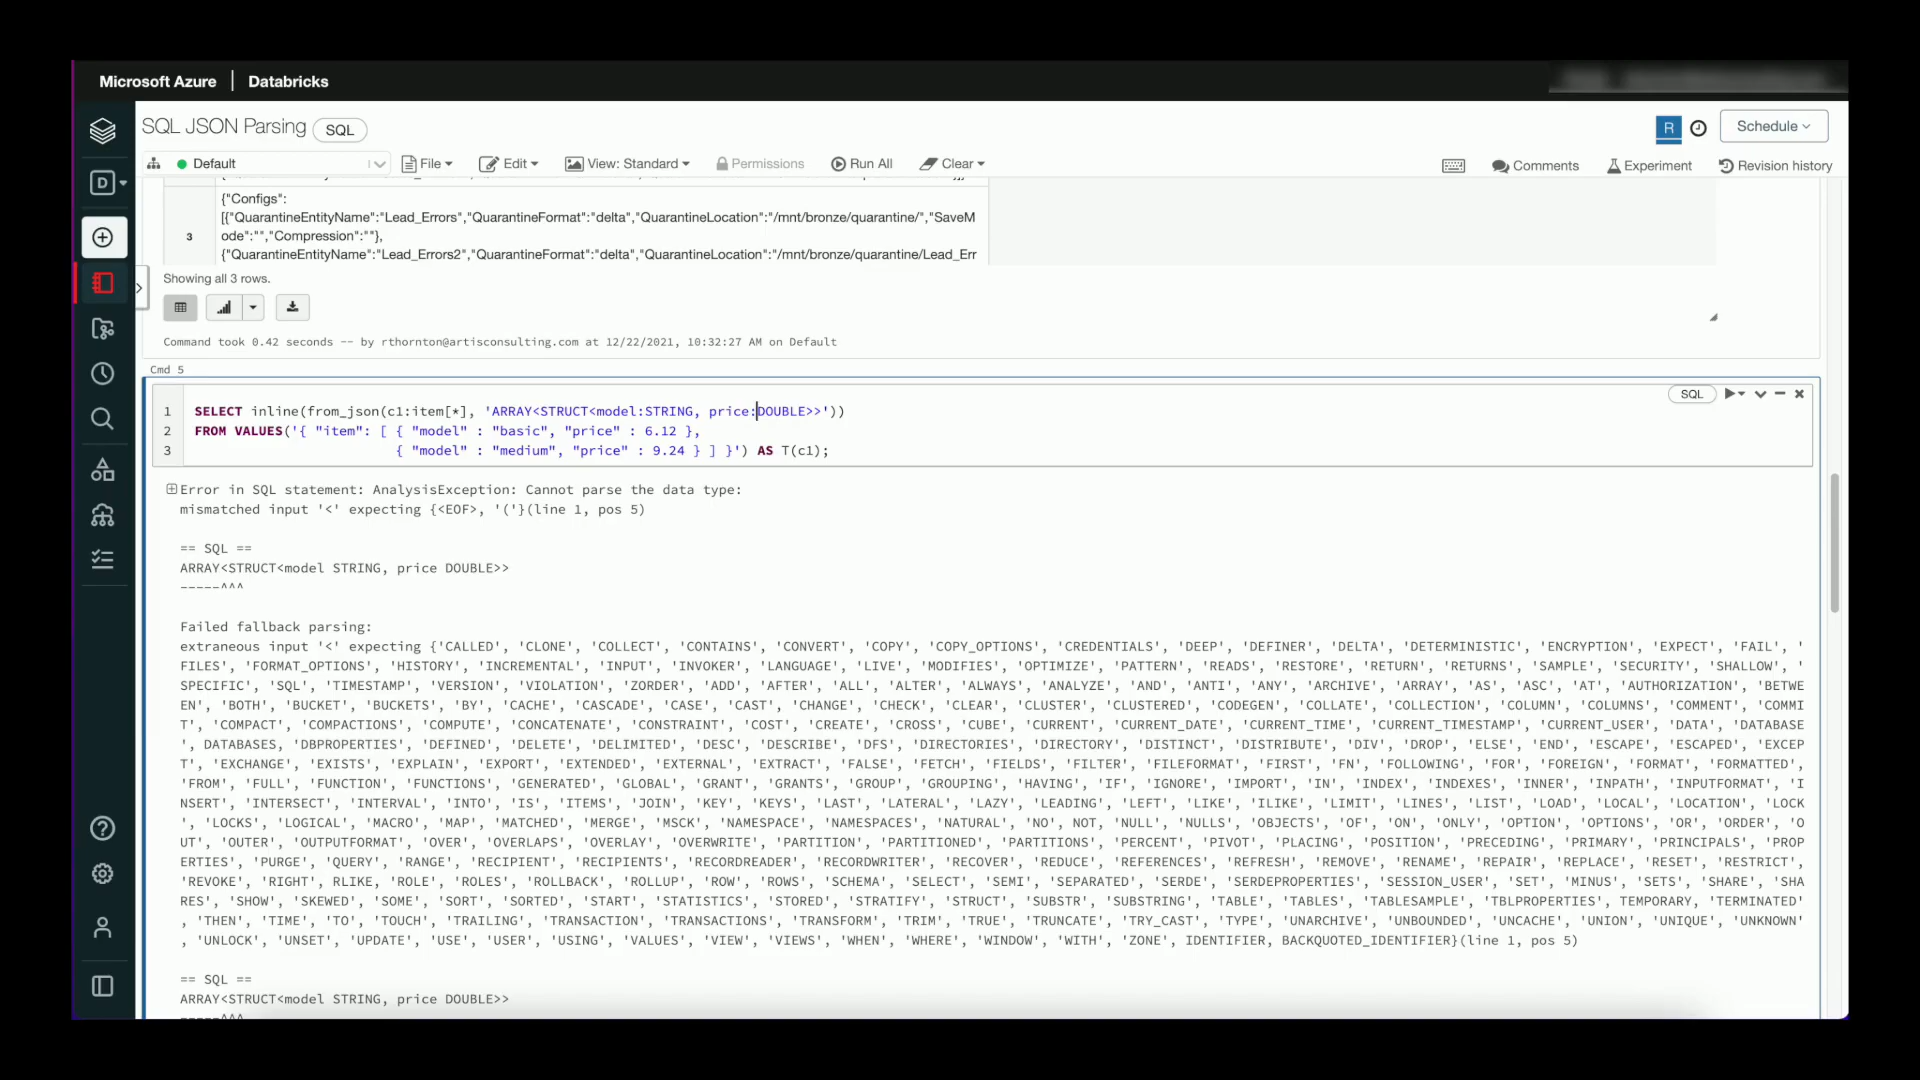 Microsoft Azure | Databricks
SQL JSON Parsing SQL
R Schedule
Default File Edit View: Standard Permissions Run All Clear Comments Experiment Revision history
D
{"Configs":
[{"QuarantineEntityName":"Lead_Errors","QuarantineFormat":"delta","QuarantineLocation":"/mnt/bronze/quarantine/","SaveM
3 ode":"","Compression":""},
{"QuarantineEntityName":"Lead_Errors2","QuarantineFormat":"delta","QuarantineLocation":"/mnt/bronze/quarantine/Lead_Err
Showing all 3 rows.
Command took 0.42 seconds -- by rthornton@artisconsulting.com at 12/22/2021, 10:32:27 AM on Default
Cmd 5
SQL
1 SELECT inline(from_json(c1:item[*], 'ARRAY<STRUCT<model:STRING, price:DOUBLE>>'))
2 FROM VALUES('{ "item": [ { "model" : "basic", "price" : 6.12 },
3 { "model" : "medium", "price" : 9.24 } ] }') AS T(c1);
Error in SQL statement: AnalysisException: Cannot parse the data type:
mismatched input '<' expecting {<EOF>, '('}(line 1, pos 5)
== SQL ==
ARRAY<STRUCT<model STRING, price DOUBLE>>
-----^^^
Failed fallback parsing:
extraneous input '<' expecting {'CALLED', 'CLONE', 'COLLECT', 'CONTAINS', 'CONVERT', 'COPY', 'COPY_OPTIONS', 'CREDENTIALS', 'DEEP', 'DEFINER', 'DELTA', 'DETERMINISTIC', 'ENCRYPTION', 'EXPECT', 'FAIL', '
FILES', 'FORMAT_OPTIONS', 'HISTORY', 'INCREMENTAL', 'INPUT', 'INVOKER', 'LANGUAGE', 'LIVE', 'MODIFIES', 'OPTIMIZE', 'PATTERN', 'READS', 'RESTORE', 'RETURN', 'RETURNS', 'SAMPLE', 'SECURITY', 'SHALLOW', '
SPECIFIC', 'SQL', 'TIMESTAMP', 'VERSION', 'VIOLATION', 'ZORDER', 'ADD', 'AFTER', 'ALL', 'ALTER', 'ALWAYS', 'ANALYZE', 'AND', 'ANTI', 'ANY', 'ARCHIVE', 'ARRAY', 'AS', 'ASC', 'AT', 'AUTHORIZATION', 'BETWE
EN', 'BOTH', 'BUCKET', 'BUCKETS', 'BY', 'CACHE', 'CASCADE', 'CASE', 'CAST', 'CHANGE', 'CHECK', 'CLEAR', 'CLUSTER', 'CLUSTERED', 'CODEGEN', 'COLLATE', 'COLLECTION', 'COLUMN', 'COLUMNS', 'COMMENT', 'COMMI
T', 'COMPACT', 'COMPACTIONS', 'COMPUTE', 'CONCATENATE', 'CONSTRAINT', 'COST', 'CREATE', 'CROSS', 'CUBE', 'CURRENT', 'CURRENT_DATE', 'CURRENT_TIME', 'CURRENT_TIMESTAMP', 'CURRENT_USER', 'DATA', 'DATABASE
', DATABASES, 'DBPROPERTIES', 'DEFINED', 'DELETE', 'DELIMITED', 'DESC', 'DESCRIBE', 'DFS', 'DIRECTORIES', 'DIRECTORY', 'DISTINCT', 'DISTRIBUTE', 'DIV', 'DROP', 'ELSE', 'END', 'ESCAPE', 'ESCAPED', 'EXCEP
T', 'EXCHANGE', 'EXISTS', 'EXPLAIN', 'EXPORT', 'EXTENDED', 'EXTERNAL', 'EXTRACT', 'FALSE', 'FETCH', 'FIELDS', 'FILTER', 'FILEFORMAT', 'FIRST', 'FN', 'FOLLOWING', 'FOR', 'FOREIGN', 'FORMAT', 'FORMATTED',
'FROM', 'FULL', 'FUNCTION', 'FUNCTIONS', 'GENERATED', 'GLOBAL', 'GRANT', 'GRANTS', 'GROUP', 'GROUPING', 'HAVING', 'IF', 'IGNORE', 'IMPORT', 'IN', 'INDEX', 'INDEXES', 'INNER', 'INPATH', 'INPUTFORMAT', 'I
NSERT', 'INTERSECT', 'INTERVAL', 'INTO', 'IS', 'ITEMS', 'JOIN', 'KEY', 'KEYS', 'LAST', 'LATERAL', 'LAZY', 'LEADING', 'LEFT', 'LIKE', 'ILIKE', 'LIMIT', 'LINES', 'LIST', 'LOAD', 'LOCAL', 'LOCATION', 'LOCK
', 'LOCKS', 'LOGICAL', 'MACRO', 'MAP', 'MATCHED', 'MERGE', 'MSCK', 'NAMESPACE', 'NAMESPACES', 'NATURAL', 'NO', NOT, 'NULL', 'NULLS', 'OBJECTS', 'OF', 'ON', 'ONLY', 'OPTION', 'OPTIONS', 'OR', 'ORDER', 'O
UT', 'OUTER', 'OUTPUTFORMAT', 'OVER', 'OVERLAPS', 'OVERLAY', 'OVERWRITE', 'PARTITION', 'PARTITIONED', 'PARTITIONS', 'PERCENT', 'PIVOT', 'PLACING', 'POSITION', 'PRECEDING', 'PRIMARY', 'PRINCIPALS', 'PROP
ERTIES', 'PURGE', 'QUERY', 'RANGE', 'RECIPIENT', 'RECIPIENTS', 'RECORDREADER', 'RECORDWRITER', 'RECOVER', 'REDUCE', 'REFERENCES', 'REFRESH', 'REMOVE', 'RENAME', 'REPAIR', 'REPLACE', 'RESET', 'RESTRICT',
'REVOKE', 'RIGHT', RLIKE, 'ROLE', 'ROLES', 'ROLLBACK', 'ROLLUP', 'ROW', 'ROWS', 'SCHEMA', 'SELECT', 'SEMI', 'SEPARATED', 'SERDE', 'SERDEPROPERTIES', 'SESSION_USER', 'SET', 'MINUS', 'SETS', 'SHARE', 'SHA
RES', 'SHOW', 'SKEWED', 'SOME', 'SORT', 'SORTED', 'START', 'STATISTICS', 'STORED', 'STRATIFY', 'STRUCT', 'SUBSTR', 'SUBSTRING', 'TABLE', 'TABLES', 'TABLESAMPLE', 'TBLPROPERTIES', TEMPORARY, 'TERMINATED'
, 'THEN', 'TIME', 'TO', 'TOUCH', 'TRAILING', 'TRANSACTION', 'TRANSACTIONS', 'TRANSFORM', 'TRIM', 'TRUE', 'TRUNCATE', 'TRY_CAST', 'TYPE', 'UNARCHIVE', 'UNBOUNDED', 'UNCACHE', 'UNION', 'UNIQUE', 'UNKNOWN'
, 'UNLOCK', 'UNSET', 'UPDATE', 'USE', 'USER', 'USING', 'VALUES', 'VIEW', 'VIEWS', 'WHEN', 'WHERE', 'WINDOW', 'WITH', 'ZONE', IDENTIFIER, BACKQUOTED_IDENTIFIER}(line 1, pos 5)
== SQL ==
ARRAY<STRUCT<model STRING, price DOUBLE>>